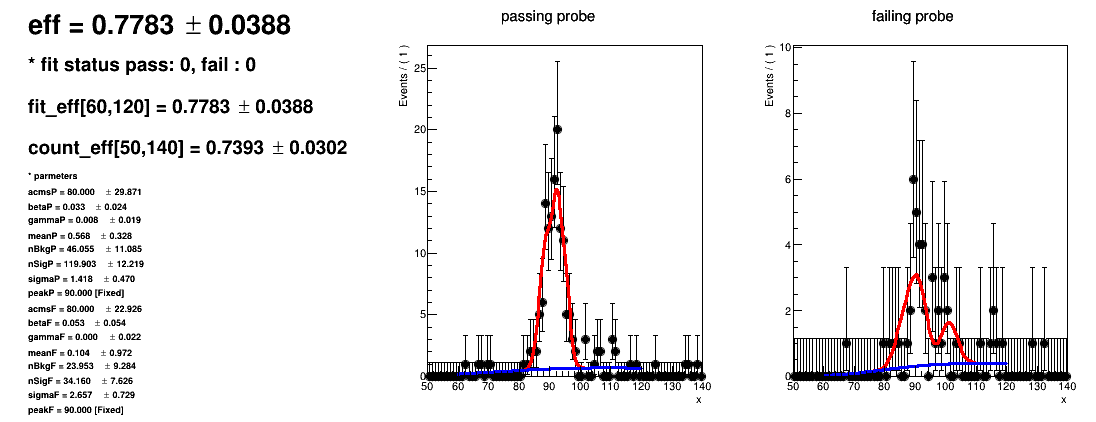 eff = 0.7783 ± 0.0388
* fit status pass: 0, fail : 0
fit_eff[60,120] = 0.7783 ± 0.0388
count_eff[50,140] = 0.7393 ± 0.0302
* parmeters
acmsP = 80.000 ± 29.871
betaP = 0.033 ± 0.024
gammaP = 0.008 ± 0.019
meanP = 0.568 ± 0.328
nBkgP = 46.055 ± 11.085
nSigP = 119.903 ± 12.219
sigmaP = 1.418 ± 0.470
peakP = 90.000 [Fixed]
acmsF = 80.000 ± 22.926
betaF = 0.053 ± 0.054
gammaF = 0.000 ± 0.022
meanF = 0.104 ± 0.972
nBkgF = 23.953 ± 9.284
nSigF = 34.160 ± 7.626
sigmaF = 2.657 ± 0.729
peakF = 90.000 [Fixed]
passing probe
Events / ( 1 )
25
20
15
10
5
0
50 60 70 80 90 100 110 120 130 140
x
failing probe
Events / ( 1 )
10
8
6
4
2
0
50 60 70 80 90 100 110 120 130 140
x